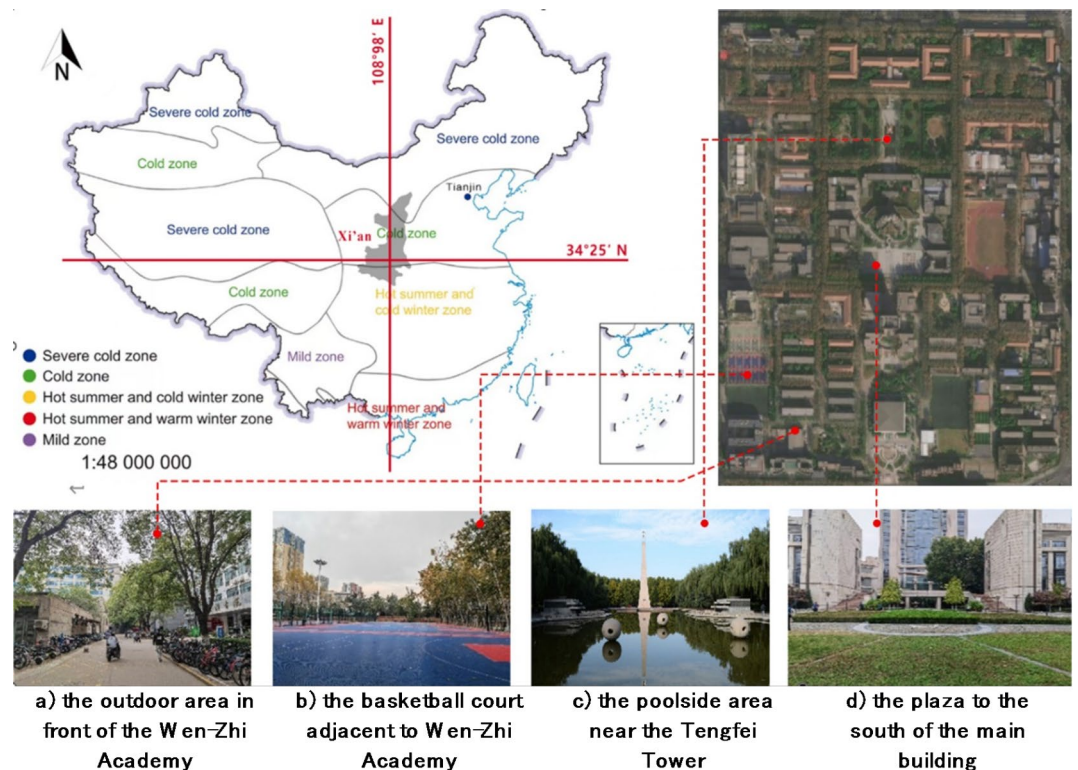 N
108°98′ E
Severe cold zone
Severe cold zone
Cold zone
Tianjin
Severe cold zone
Xi'an
Cold zone
34°25′ N
Cold zone
Hot summer and
cold winter zone
Mild zone
Hot summer and
warm winter zone
Severe cold zone
Cold zone
Hot summer and cold winter zone
Hot summer and warm winter zone
Mild zone
1:48 000 000
a) the outdoor area in
front of the Wen-Zhi
Academy
b) the basketball court
adjacent to Wen-Zhi
Academy
c) the poolside area
near the Tengfei
Tower
d) the plaza to the
south of the main
building